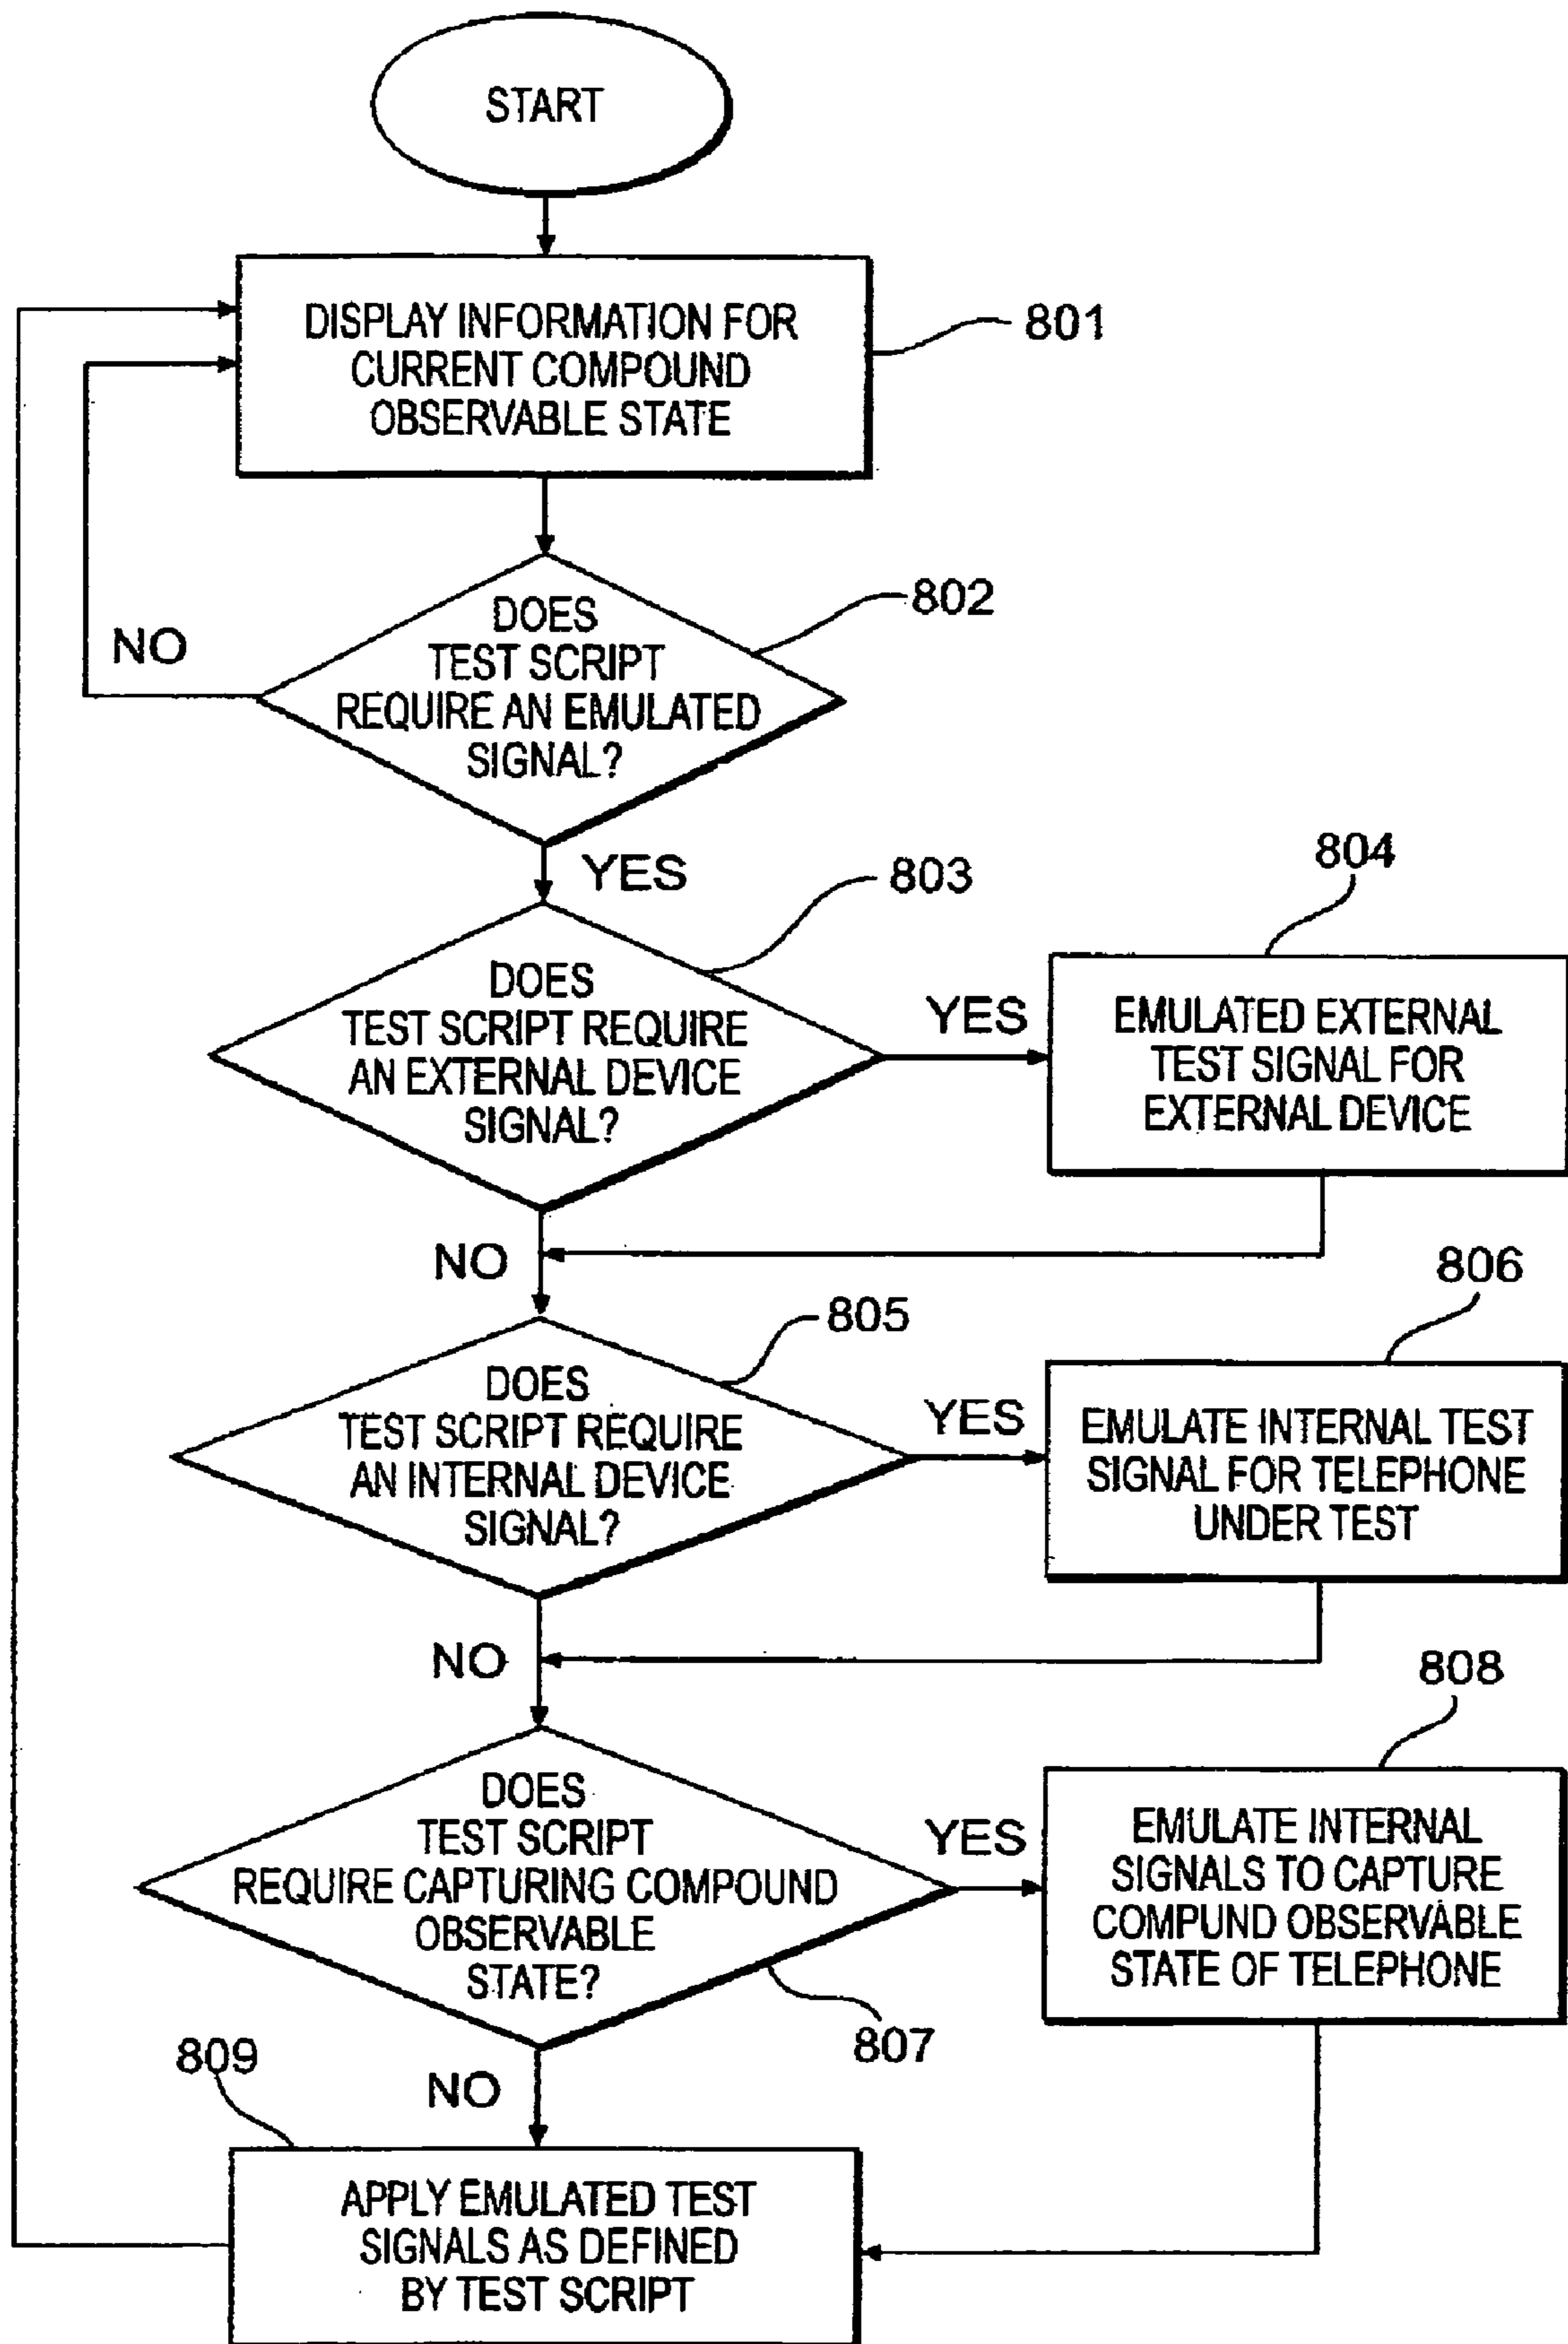 START
DISPLAY INFORMATION FOR
CURRENT COMPOUND
OBSERVABLE STATE
801
DOES
TEST SCRIPT
REQUIRE AN EMULATED
SIGNAL?
802
NO
YES
DOES
TEST SCRIPT REQUIRE
AN EXTERNAL DEVICE
SIGNAL?
803
YES
804
EMULATED EXTERNAL
TEST SIGNAL FOR
EXTERNAL DEVICE
NO
DOES
TEST SCRIPT REQUIRE
AN INTERNAL DEVICE
SIGNAL?
805
YES
806
EMULATE INTERNAL TEST
SIGNAL FOR TELEPHONE
UNDER TEST
NO
DOES
TEST SCRIPT
REQUIRE CAPTURING COMPOUND
OBSERVABLE
STATE?
807
YES
808
EMULATE INTERNAL
SIGNALS TO CAPTURE
COMPUND OBSERVABLE
STATE OF TELEPHONE
NO
809
APPLY EMULATED TEST
SIGNALS AS DEFINED
BY TEST SCRIPT